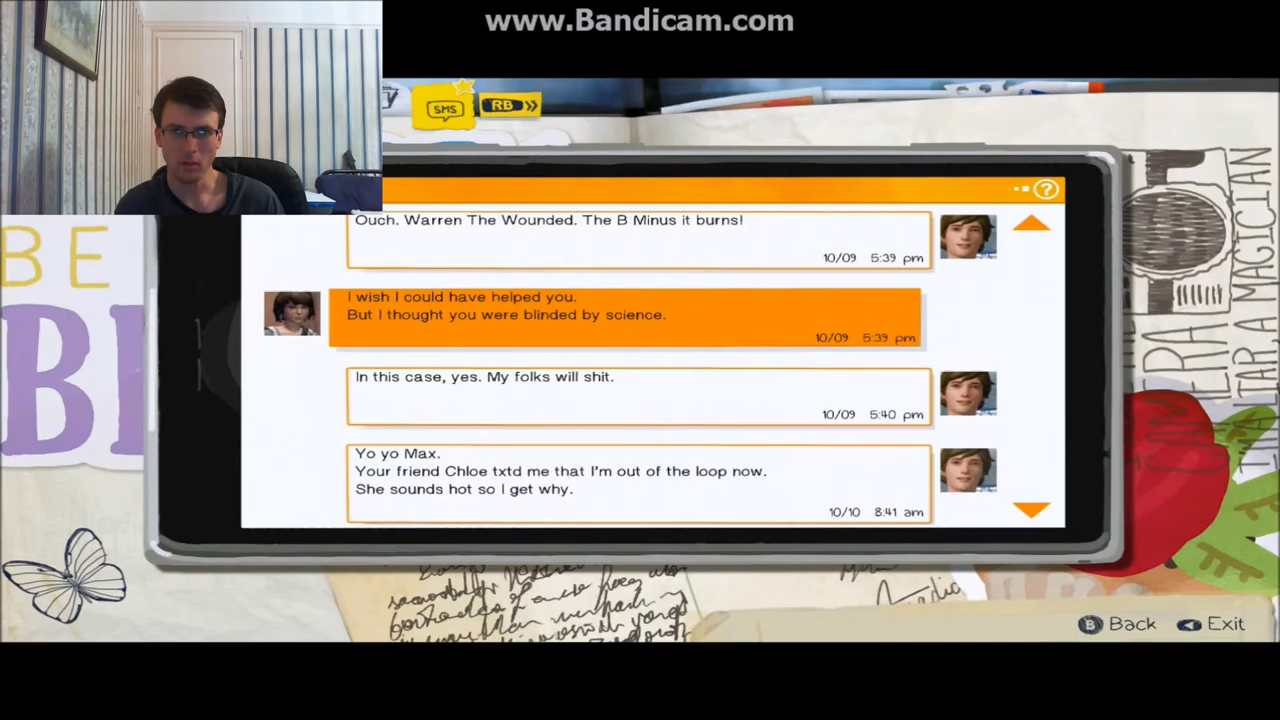 www.Bandicam.com
SMS
RB
Ouch. Warren The Wounded. The B Minus it burns!
10/09 5:39 pm
I wish I could have helped you.
But I thought you were blinded by science.
10/09 5:39 pm
In this case, yes. My folks will shit.
10/09 5:40 pm
Yo yo Max.
Your friend Chloe txtd me that I'm out of the loop now.
She sounds hot so I get why.
10/10 8:41 am
BE
MAGICIAN
B Back
Exit